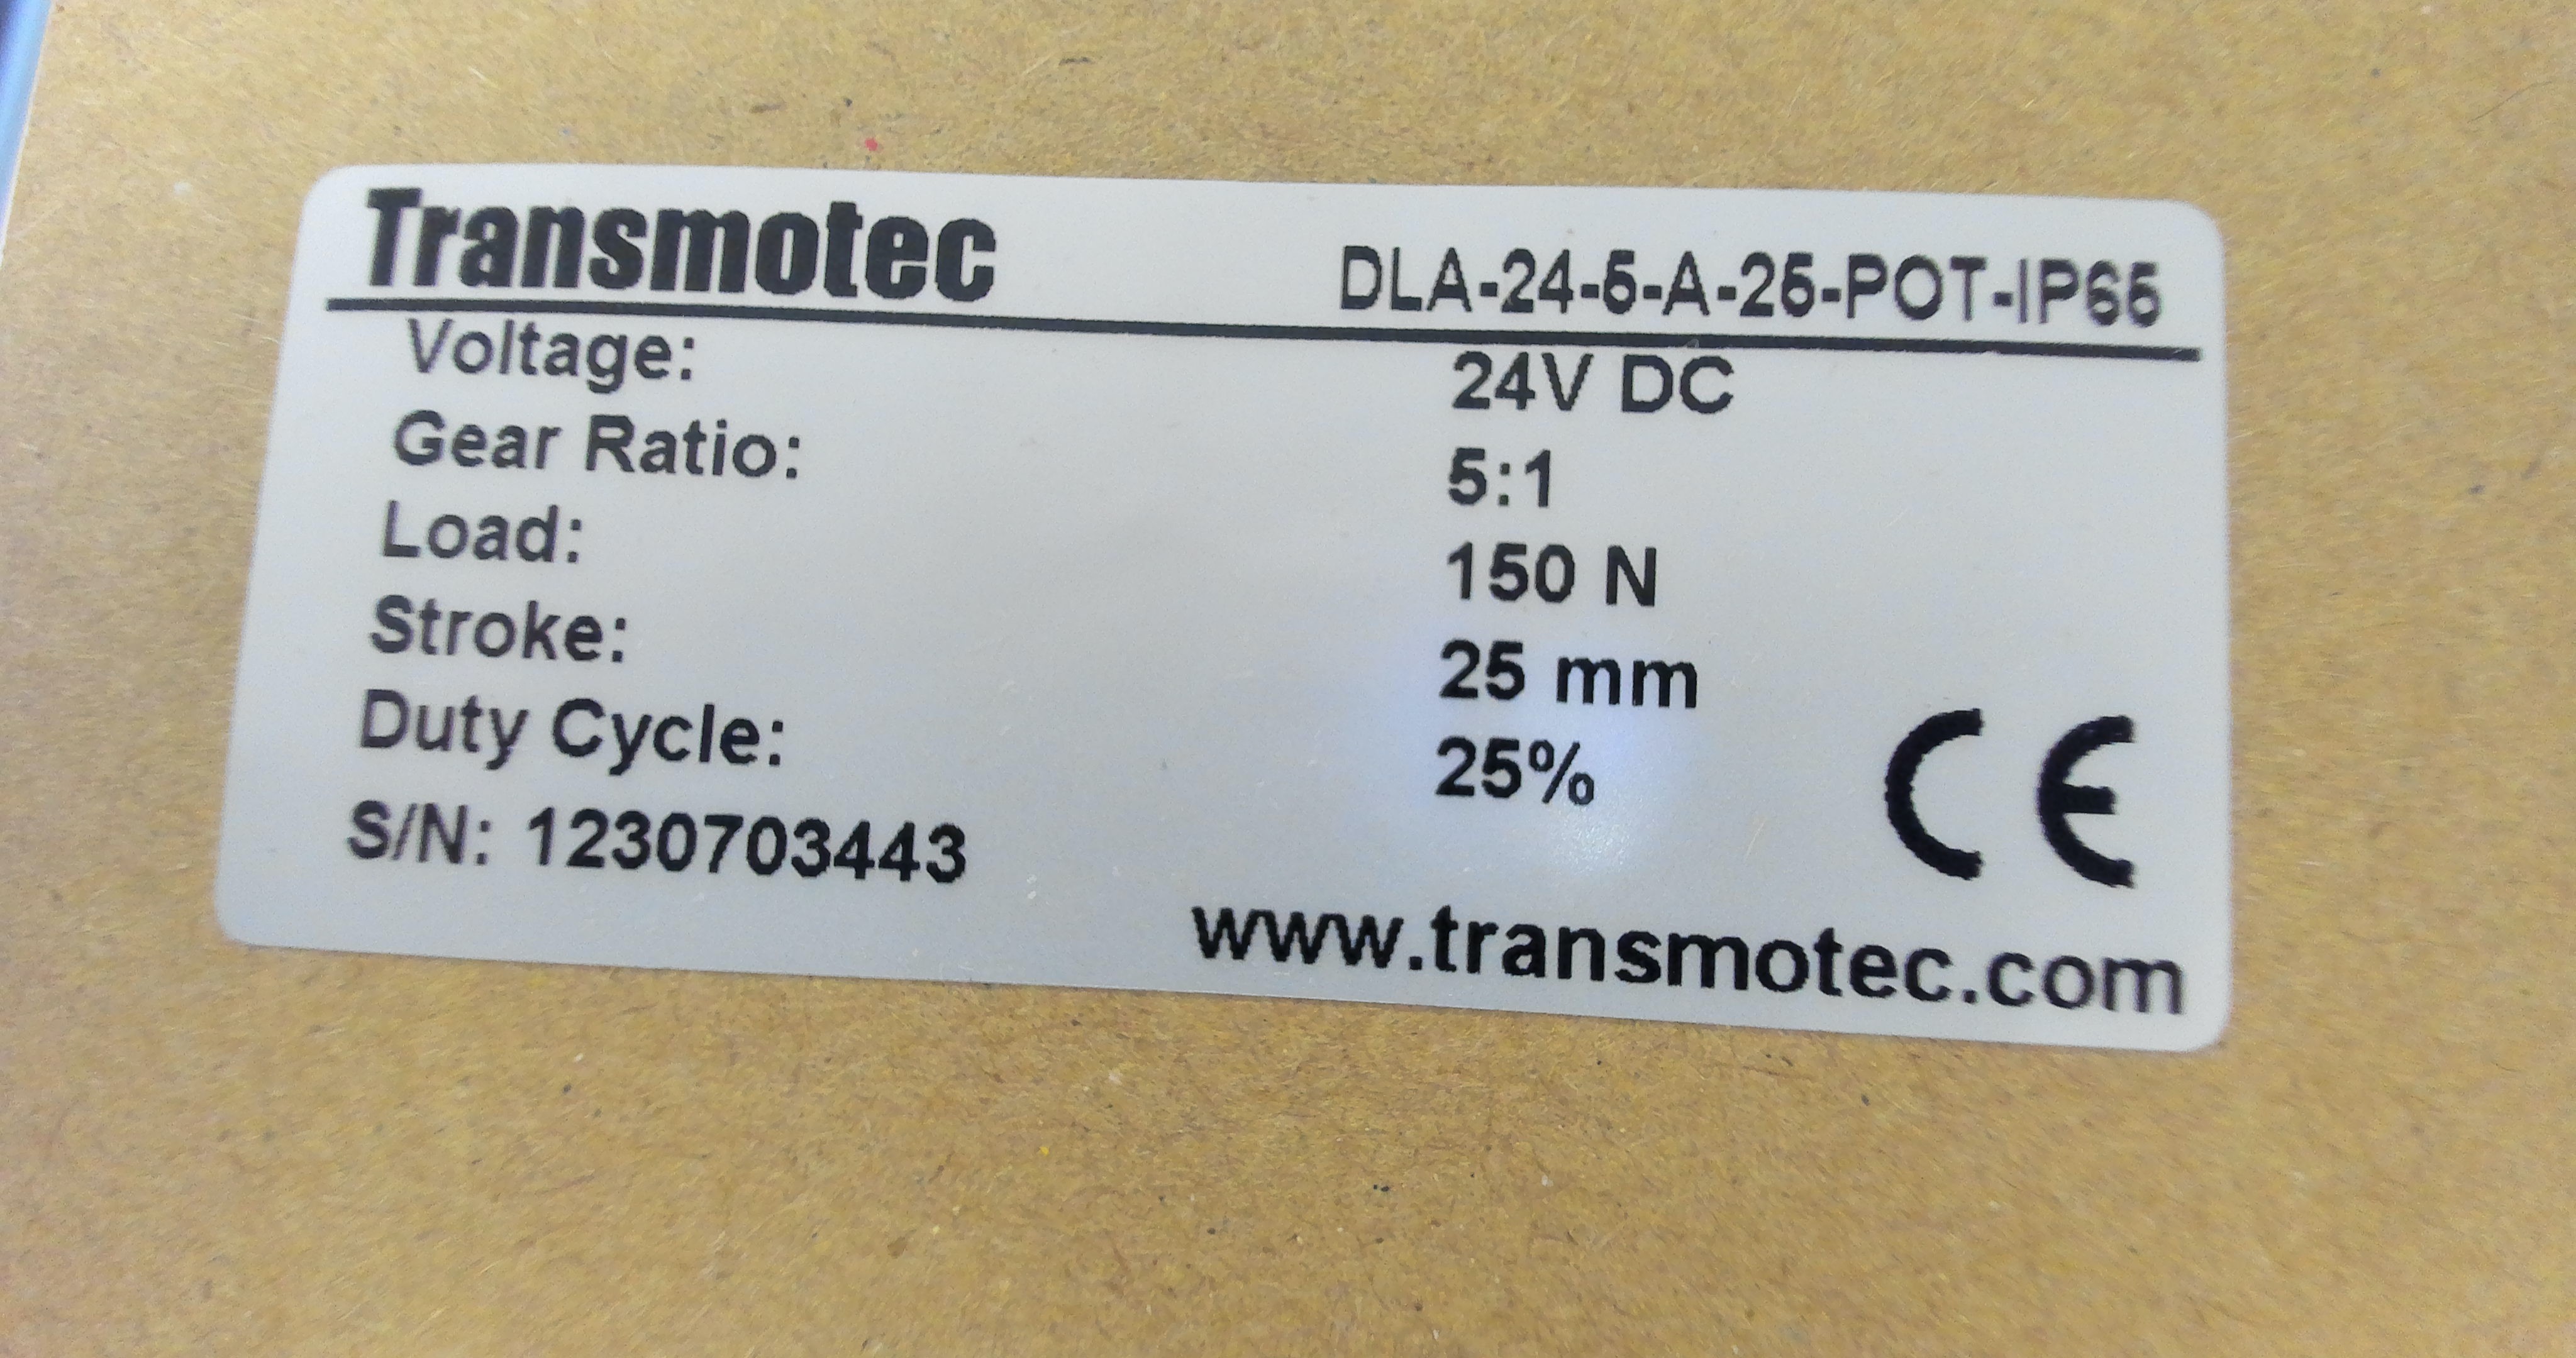 Transmotec DLA-24-5-A-25-POT-IP65
Voltage: 24V DC
Gear Ratio: 5:1
Load: 150 N
Stroke: 25 mm
Duty Cycle: 25%
S/N: 1230703443
CE
www.transmotec.com